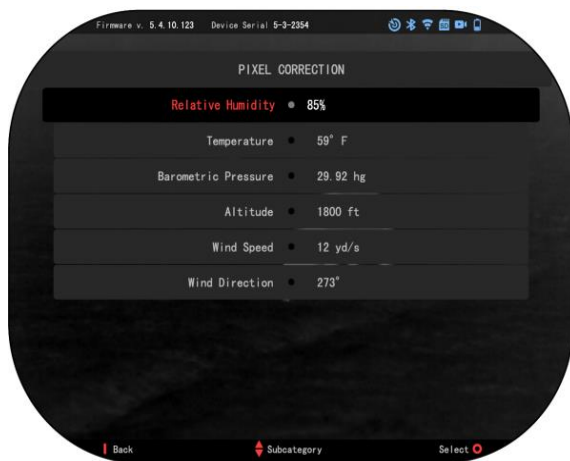 Firmware v. 5.4.10.123 Device Serial 5-3-2354
PIXEL CORRECTION
Relative Humidity 85%
Temperature 59° F
Barometric Pressure 29.92 hg
Altitude 1800 ft
Wind Speed 12 yd/s
Wind Direction 273°
Back Subcategory Select